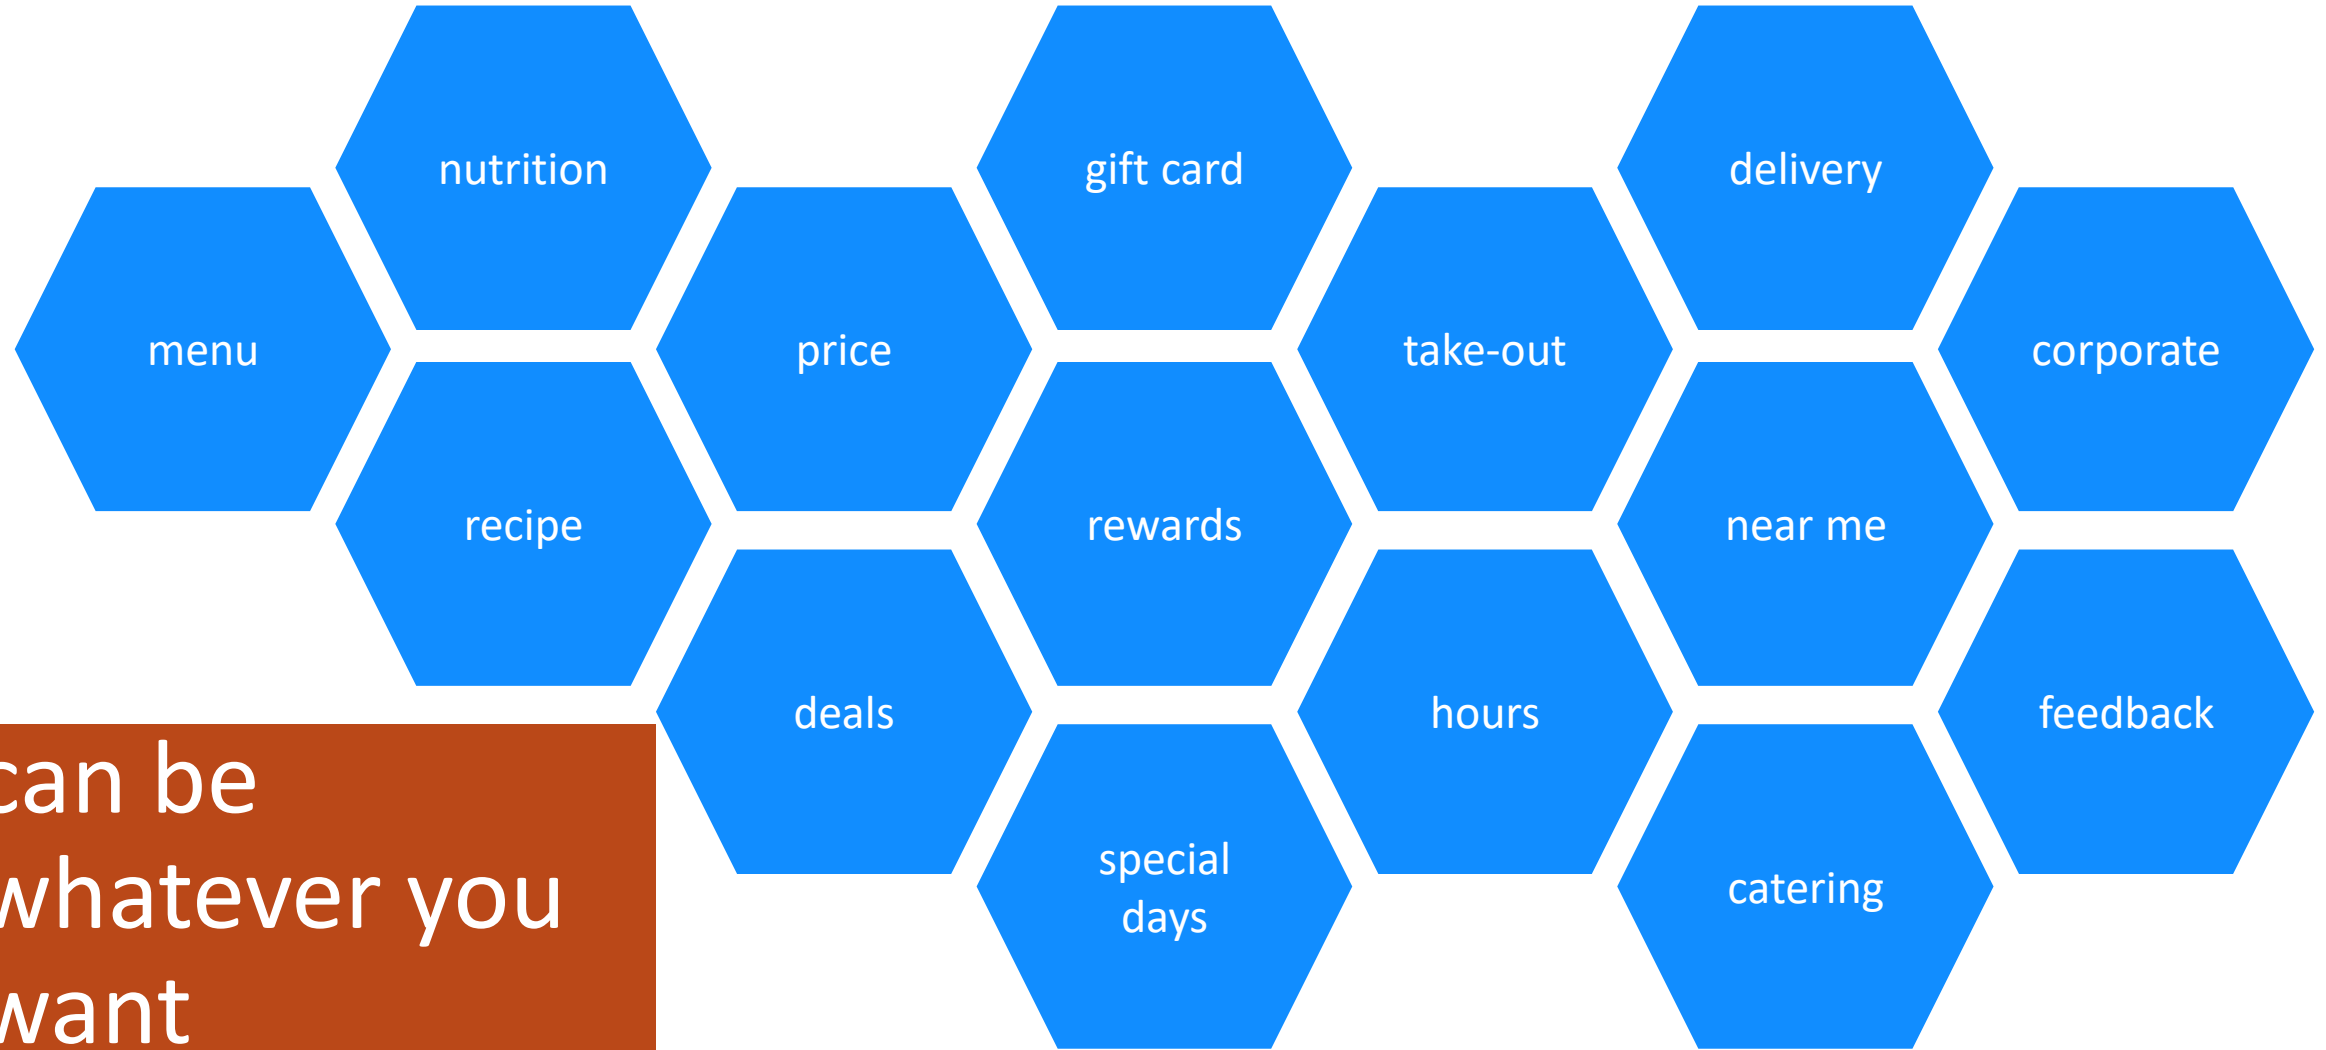 nutrition
gift card
delivery
menu
price
take-out
corporate
recipe
rewards
near me
deals
hours
feedback
special
days
catering
can be
whatever you
want